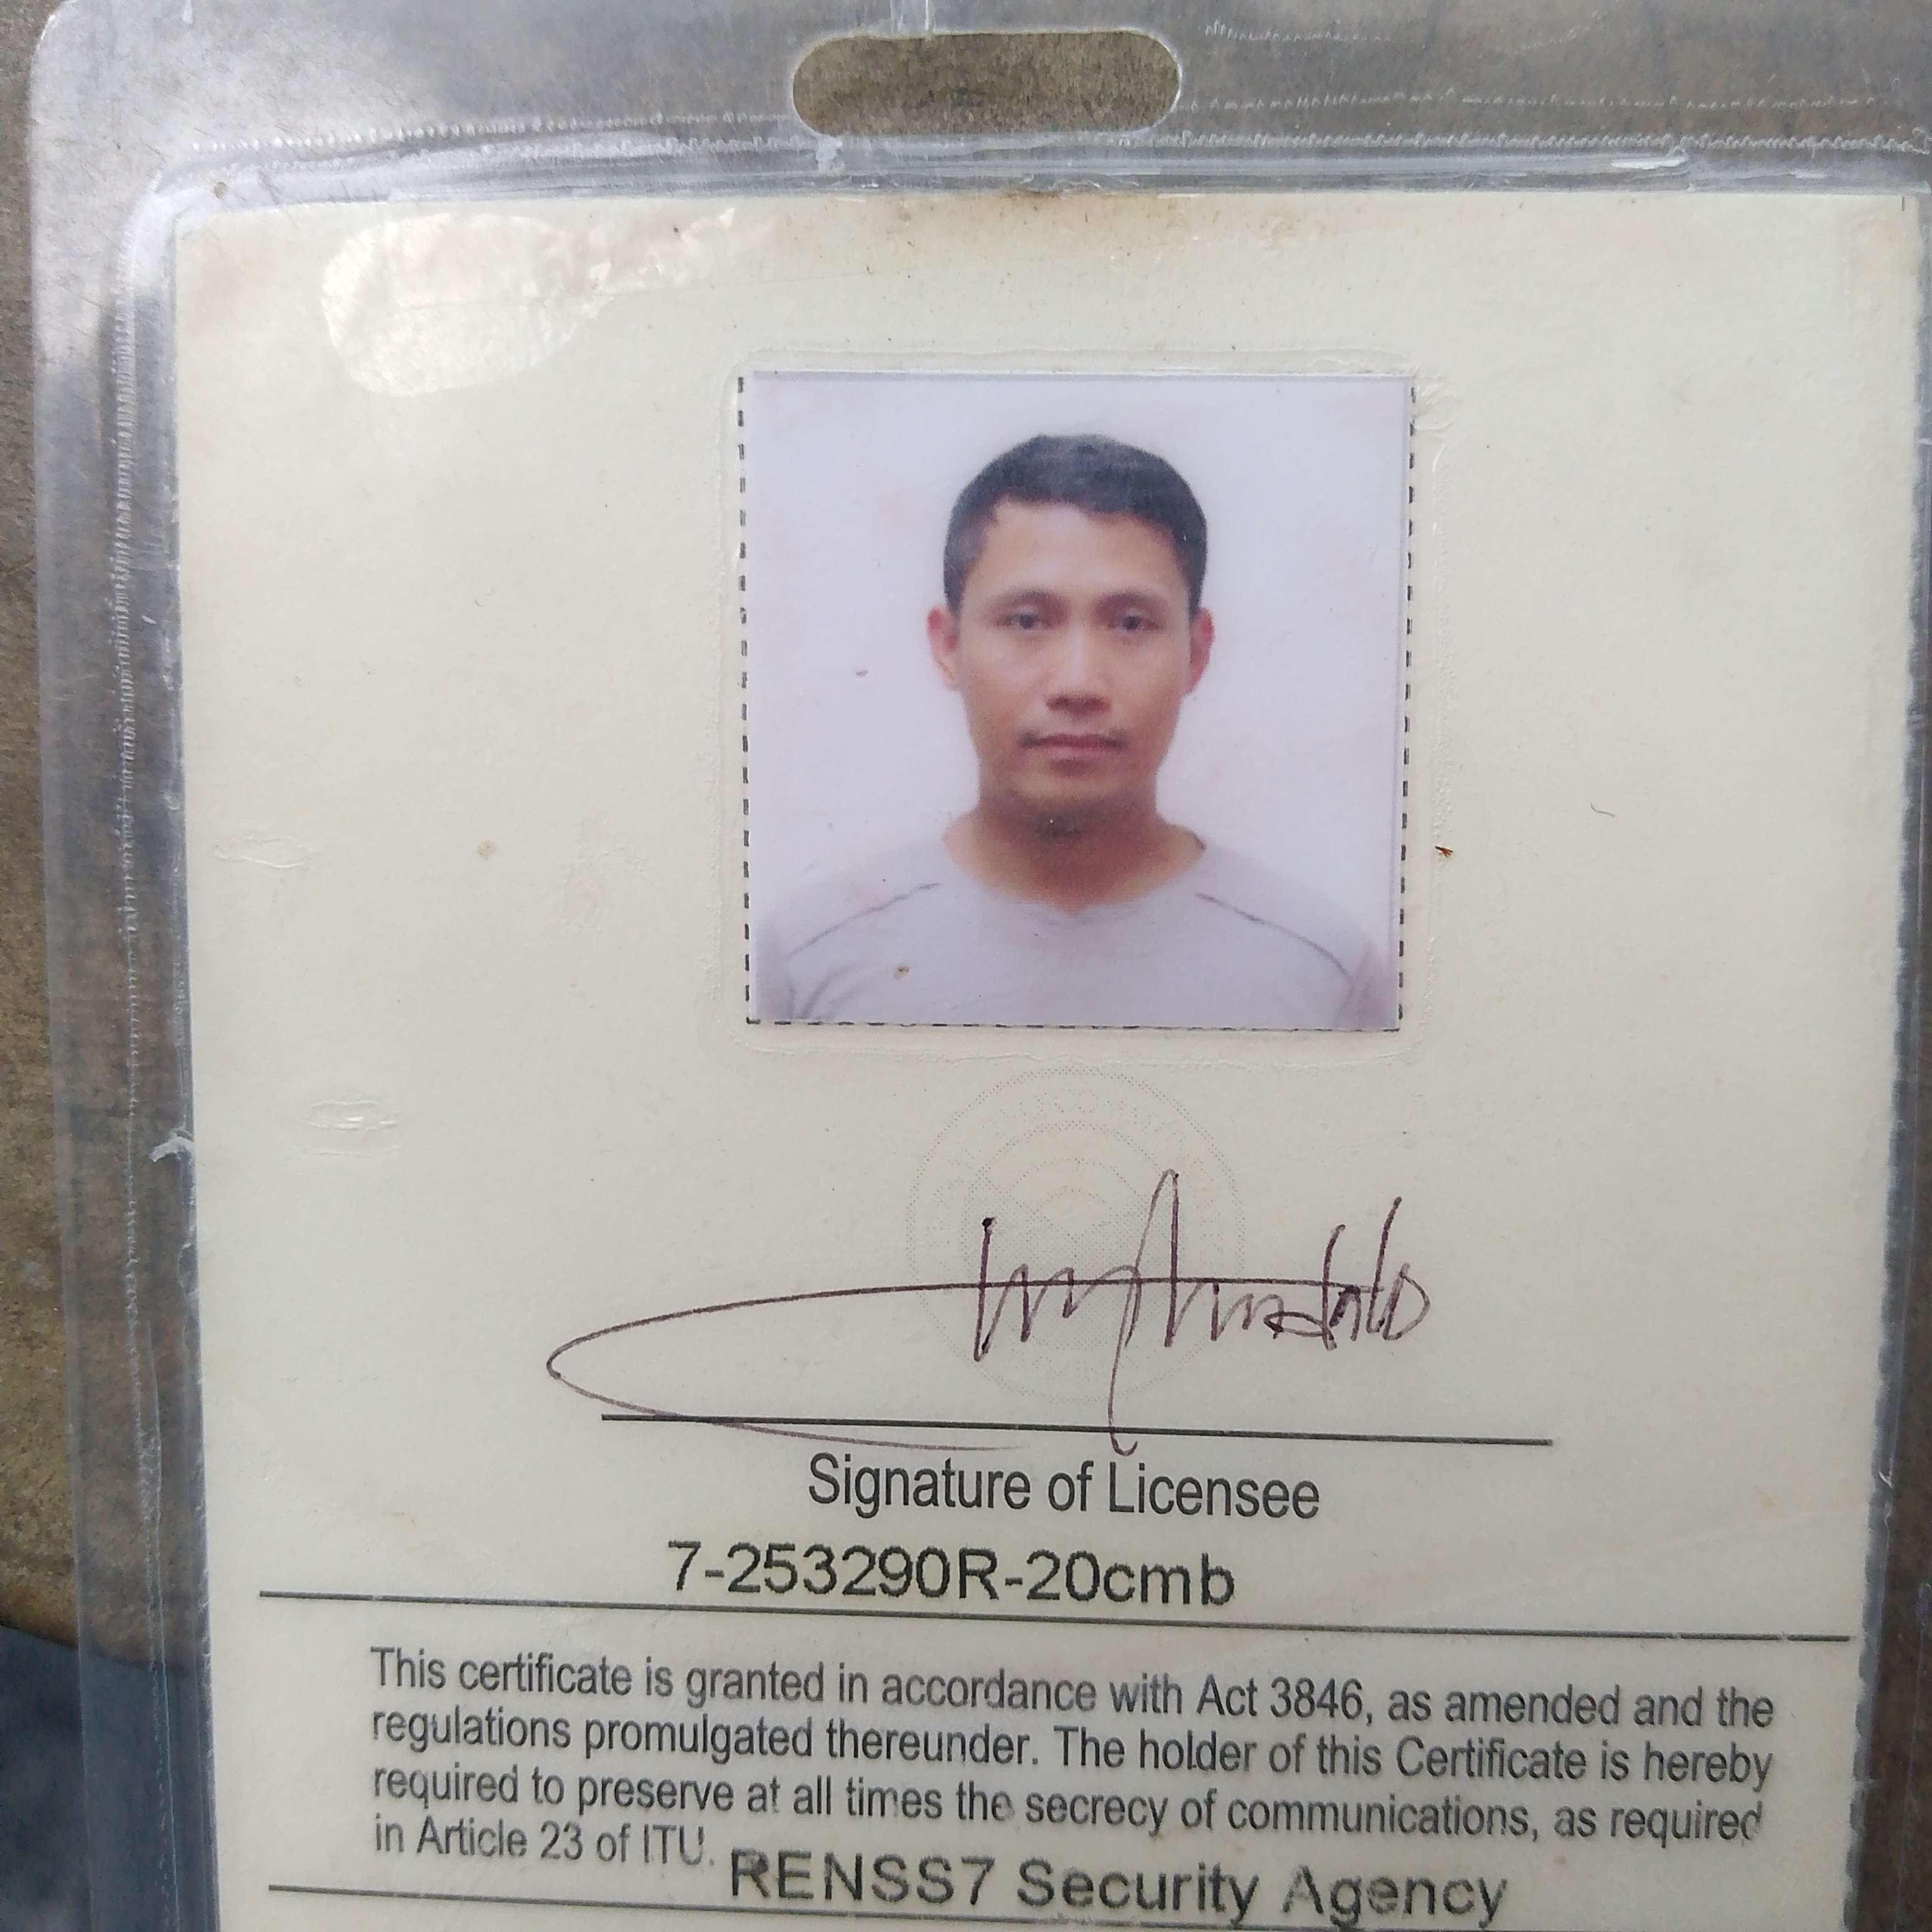 Signature of Licensee
7-253290R-20cmb
This certificate is granted in accordance with Act 3846, as amended and the
regulations promulgated thereunder. The holder of this Certificate is hereby
required to preserve at all times the secrecy of communications, as required
in Article 23 of ITU.
RENSS7 Security Agency